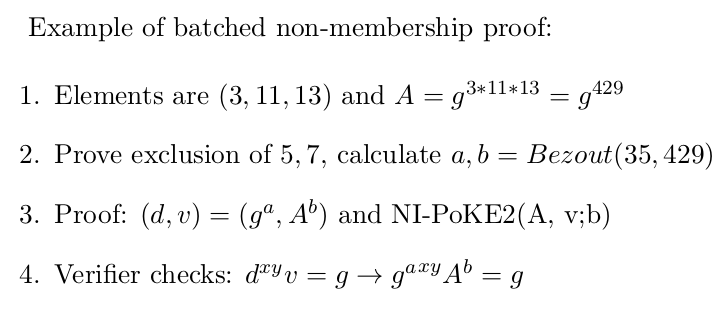 Example of batched non-membership proof:
1. Elements are (3, 11, 13) and A = g^{3*11*13} = g^{429}
2. Prove exclusion of 5, 7, calculate a, b = Bezout(35, 429)
3. Proof: (d, v) = (g^a, A^b) and NI-PoKE2(A, v;b)
4. Verifier checks: d^{xy}v = g → g^{axy}A^b = g